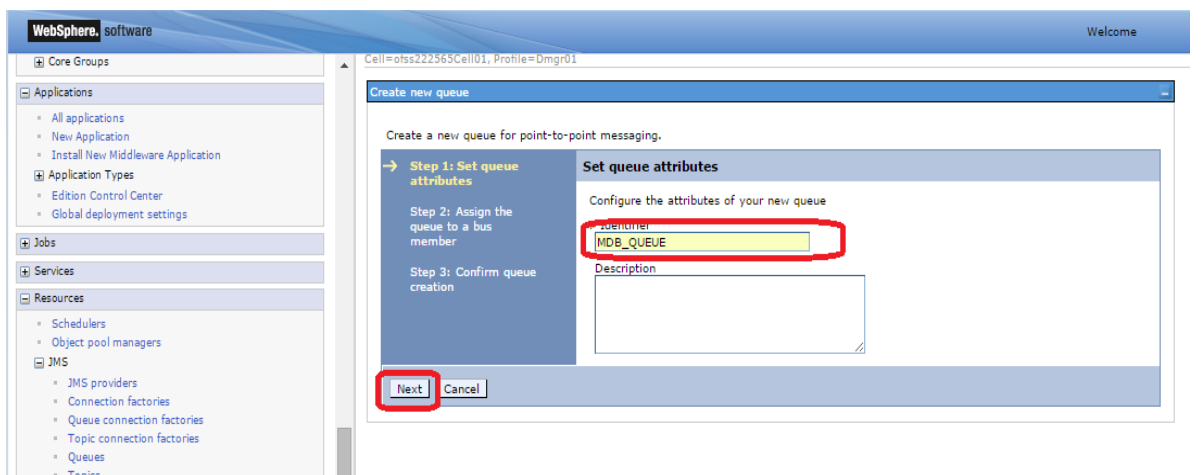 WebSphere. software
Welcome
Core Groups
Applications
All applications
New Application
Install New Middleware Application
Application Types
Edition Control Center
Global deployment settings
Jobs
Services
Resources
Schedulers
Object pool managers
JMS
JMS providers
Connection factories
Queue connection factories
Topic connection factories
Queues
Topics
Cell=ofss222565Cell01, Profile=Dmgr01
Create new queue
Create a new queue for point-to-point messaging.
Step 1: Set queue
attributes
Step 2: Assign the
queue to a bus
member
Step 3: Confirm queue
creation
Set queue attributes
Configure the attributes of your new queue
* Identifier
MDB_QUEUE
Description
Next
Cancel